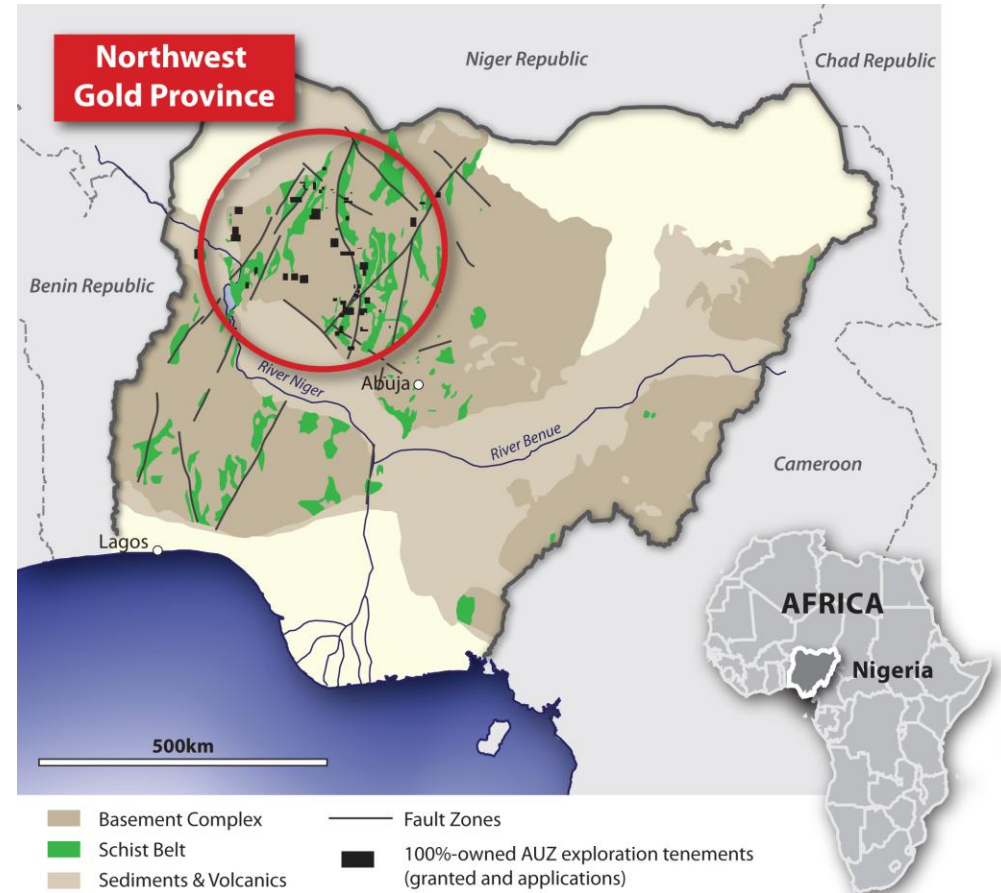 Northwest
Gold Province
Niger Republic
Chad Republic
Benin Republic
River Niger
Abuja
River Benue
Cameroon
Lagos
AFRICA
Nigeria
500km
Basement Complex
Schist Belt
Sediments & Volcanics
Fault Zones
100%-owned AUZ exploration tenements
(granted and applications)